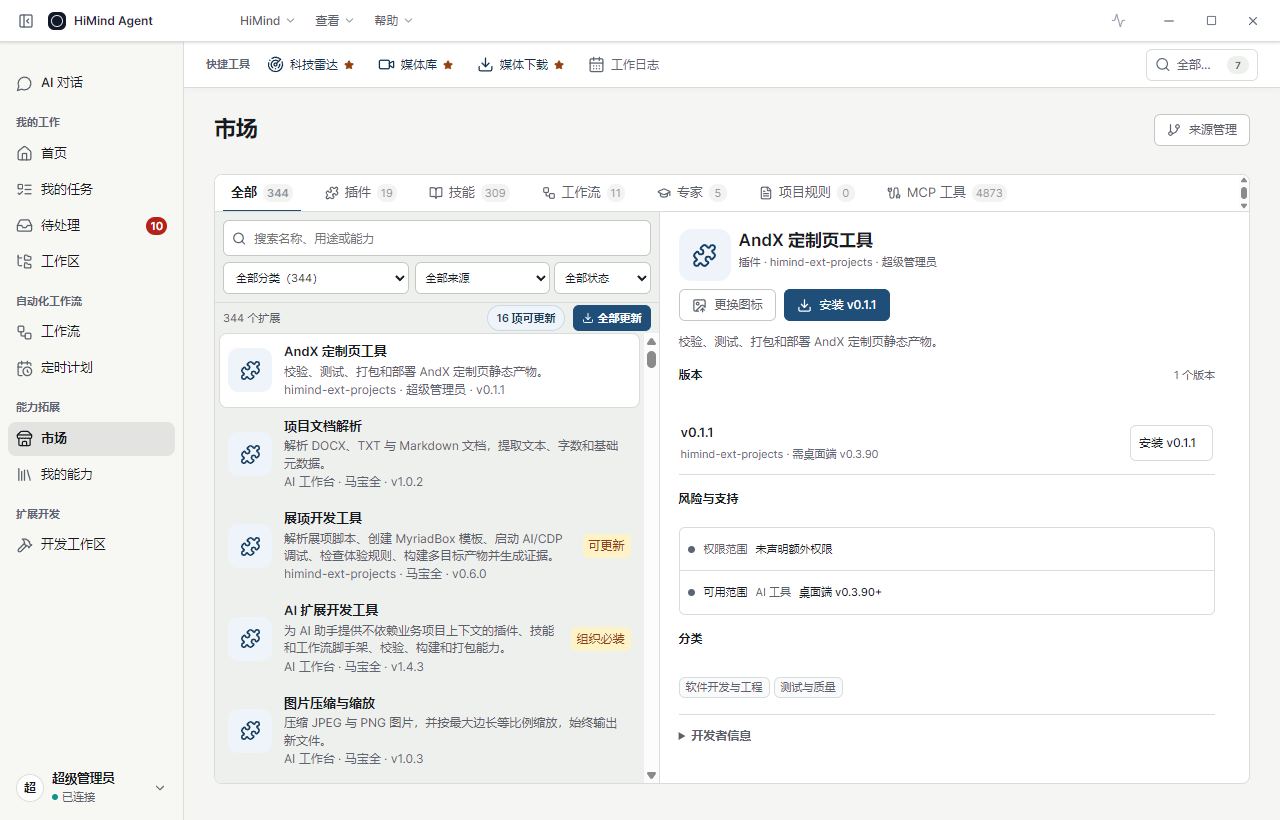 HiMind Agent
HiMind
查看
帮助
AI 对话
我的工作
首页
我的任务
待处理
10
工作区
自动化工作流
工作流
定时计划
能力拓展
市场
我的能力
扩展开发
开发工作区
超
超级管理员
已连接
快捷工具
科技雷达
媒体库
媒体下载
工作日志
全部...
7
市场
来源管理
全部 344
插件 19
技能 309
工作流 11
专家 5
项目规则 0
MCP 工具 4873
搜索名称、用途或能力
全部分类（344）
全部来源
全部状态
344 个扩展
16 项可更新
全部更新
AndX 定制页工具
校验、测试、打包和部署 AndX 定制页静态产物。
himind-ext-projects · 超级管理员 · v0.1.1
项目文档解析
解析 DOCX、TXT 与 Markdown 文档，提取文本、字数和基础
元数据。
AI 工作台 · 马宝全 · v1.0.2
展项开发工具
解析展项脚本、创建 MyriadBox 模板、启动 AI/CDP
调试、检查体验规则、构建多目标产物并生成证据。
himind-ext-projects · 马宝全 · v0.6.0
可更新
AI 扩展开发工具
为 AI 助手提供不依赖业务项目上下文的插件、技能
和工作流脚手架、校验、构建和打包能力。
AI 工作台 · 马宝全 · v1.4.3
组织必装
图片压缩与缩放
压缩 JPEG 与 PNG 图片，并按最大边长等比例缩放，始终输出
新文件。
AI 工作台 · 马宝全 · v1.0.3
AndX 定制页工具
插件 · himind-ext-projects · 超级管理员
更换图标
安装 v0.1.1
校验、测试、打包和部署 AndX 定制页静态产物。
版本
1 个版本
v0.1.1
himind-ext-projects · 需桌面端 v0.3.90
安装 v0.1.1
风险与支持
权限范围 未声明额外权限
可用范围 AI 工具 桌面端 v0.3.90+
分类
软件开发与工程
测试与质量
开发者信息